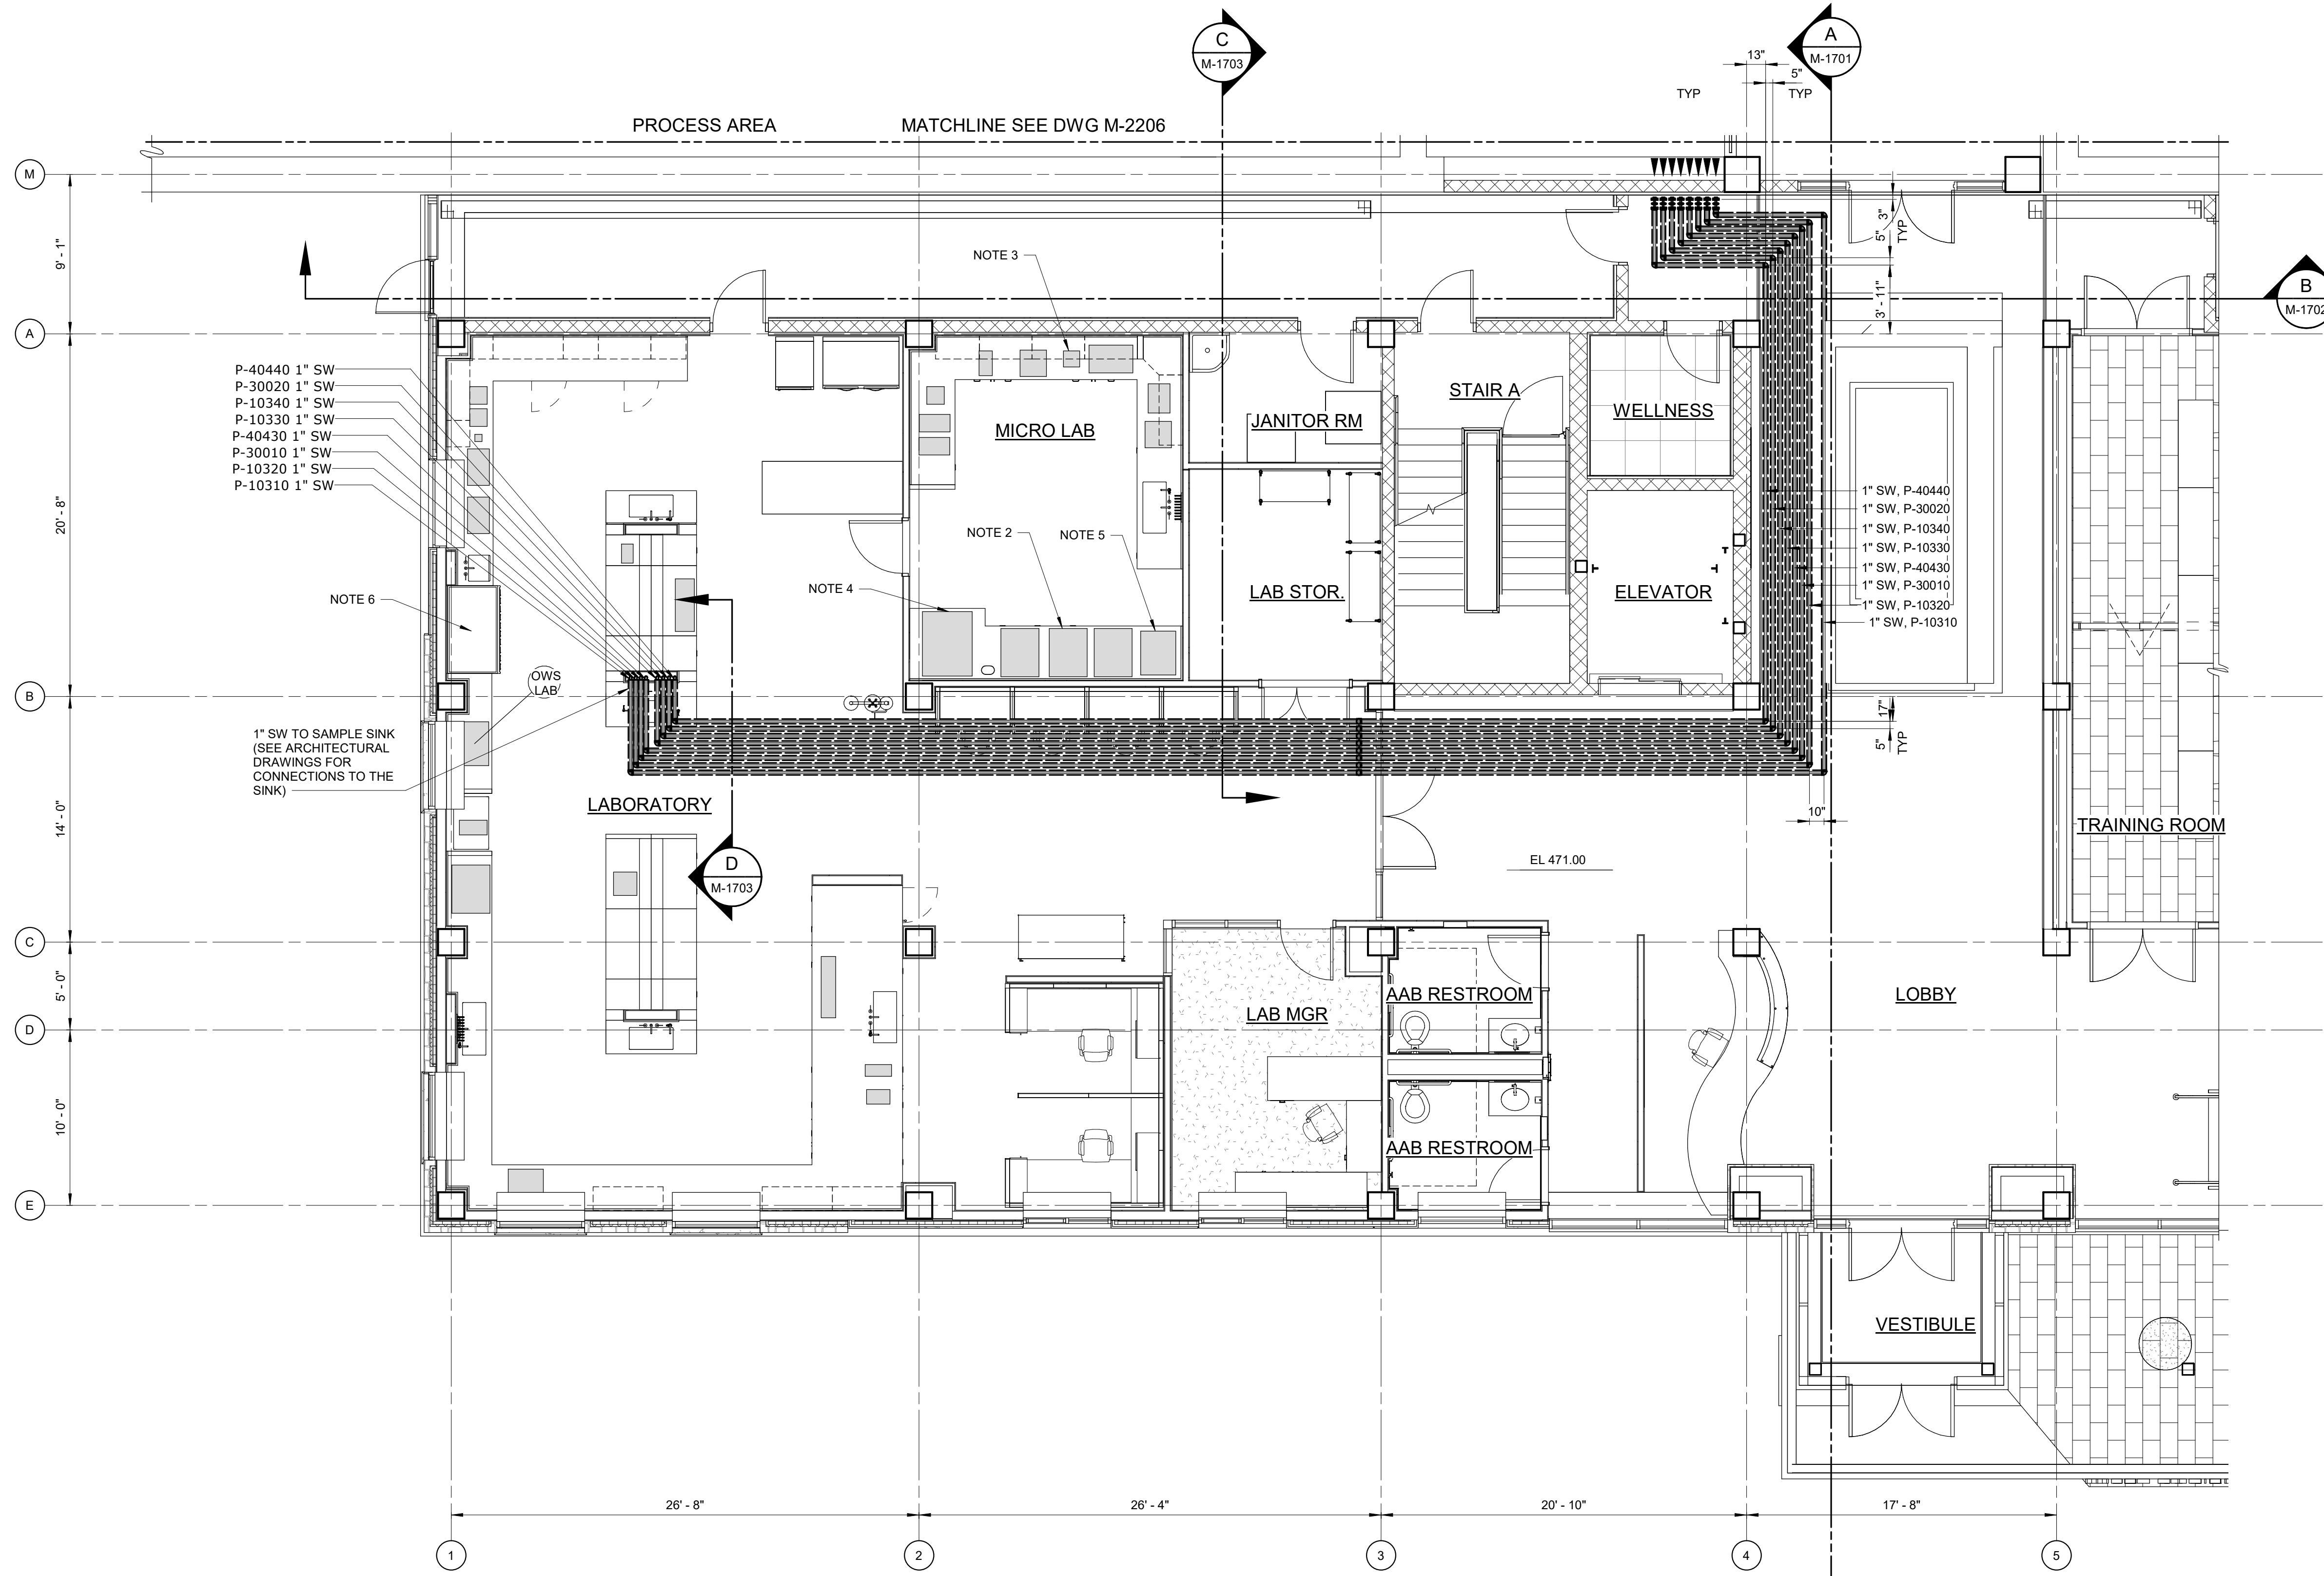 C
M-1703
A
M-1701
13"
5"
TYP
TYP
PROCESS AREA
MATCHLINE SEE DWG M-2206
M
9' - 1"
3"
5"
TYP
3' - 11"
NOTE 3
B
M-1702
A
P-40440 1" SW
P-30020 1" SW
P-10340 1" SW
P-10330 1" SW
P-40430 1" SW
P-30010 1" SW
P-10320 1" SW
P-10310 1" SW
STAIR A
WELLNESS
JANITOR RM
MICRO LAB
20' - 8"
1" SW, P-40440
1" SW, P-30020
1" SW, P-10340
1" SW, P-10330
1" SW, P-40430
1" SW, P-30010
1" SW, P-10320
1" SW, P-10310
NOTE 2
NOTE 5
NOTE 4
NOTE 6
LAB STOR.
ELEVATOR
OWS
LAB
B
17"
5"
TYP
1" SW TO SAMPLE SINK
(SEE ARCHITECTURAL
DRAWINGS FOR
CONNECTIONS TO THE
SINK)
LABORATORY
14' - 0"
10"
TRAINING ROOM
D
M-1703
EL 471.00
C
5' - 0"
AAB RESTROOM
LOBBY
LAB MGR
D
10' - 0"
AAB RESTROOM
E
VESTIBULE
26' - 8"
26' - 4"
20' - 10"
17' - 8"
1
2
3
4
5